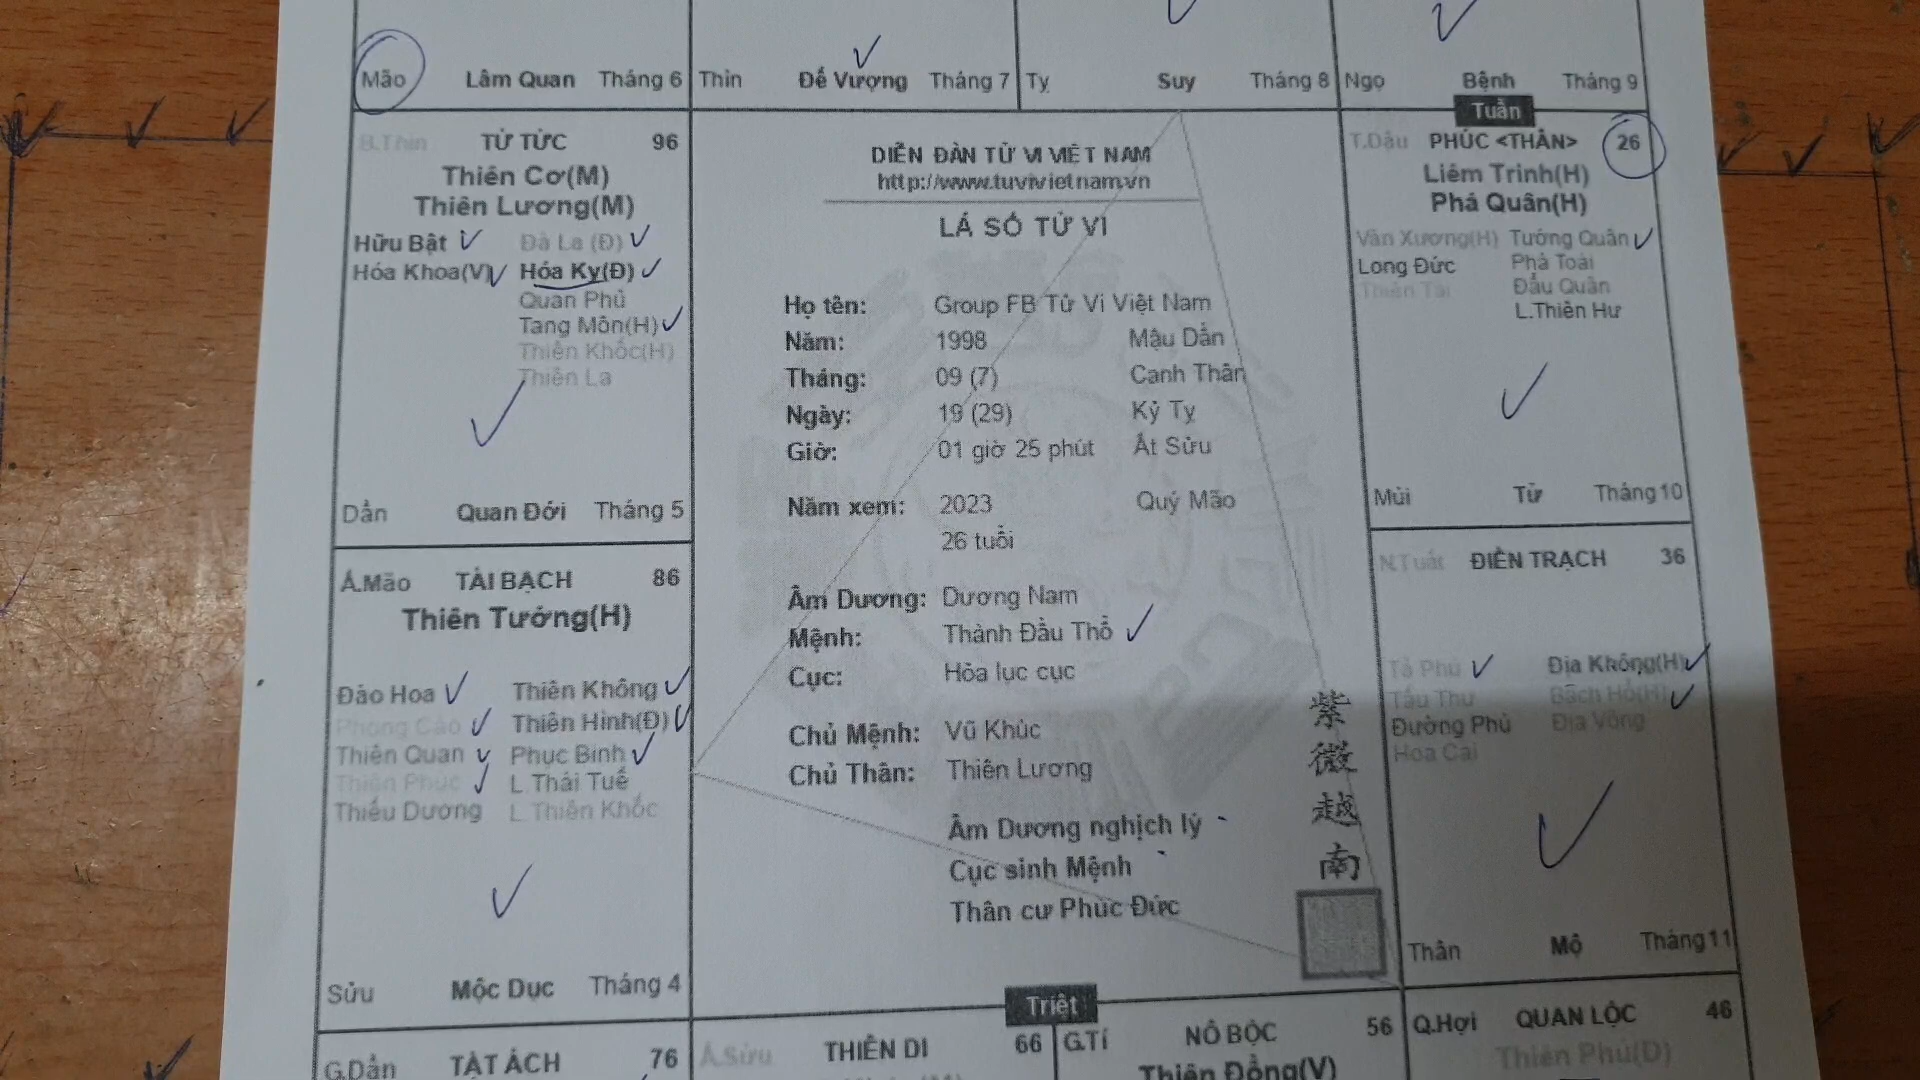 Mão Lâm Quan Tháng 6
Thìn Đế Vượng Tháng 7
Tỵ Suy Tháng 8
Ngọ Bệnh Tháng 9
Tuần
B.Thìn TỬ TỨC 96
Thiên Cơ(M)
Thiên Lương(M)
Hữu Bật Đà La (Đ)
Hóa Khoa(V) Hóa Kỵ(Đ)
Quan Phủ
Tang Môn(H)
Thiên Khốc(H)
Thiên La
Dần Quan Đới Tháng 5
Ấ.Mão TÀI BẠCH 86
Thiên Tướng(H)
Đào Hoa Thiên Không
Phong Cáo Thiên Hình(Đ)
Thiên Quan Phục Binh
Thiên Phúc L.Thái Tuế
Thiếu Dương L.Thiên Khốc
Sửu Mộc Dục Tháng 4
DIỄN ĐÀN TỬ VI VIỆT NAM
http://www.tuvivietnam.vn
LÁ SỐ TỬ VI
Họ tên: Group FB Tử Vi Việt Nam
Năm: 1998 Mậu Dần
Tháng: 09 (7) Canh Thân
Ngày: 19 (29) Kỷ Tỵ
Giờ: 01 giờ 25 phút Ất Sửu
Năm xem: 2023 Quý Mão
26 tuổi
Âm Dương: Dương Nam
Mệnh: Thành Đầu Thổ
Cục: Hỏa lục cục
Chủ Mệnh: Vũ Khúc
Chủ Thân: Thiên Lương
Âm Dương nghịch lý
Cục sinh Mệnh
Thân cư Phúc Đức
紫
微
越
南
T.Dậu PHÚC <THÂN> 26
Liêm Trinh(H)
Phá Quân(H)
Văn Xương(H) Tướng Quân
Long Đức Phá Toái
Thiên Tài Đẩu Quân
L.Thiên Hư
Mùi Tử Tháng 10
N.Tuất ĐIỀN TRẠCH 36
Tả Phù Địa Không(H)
Tấu Thư Bạch Hổ(H)
Đường Phù Địa Võng
Hoa Cái
Thân Mộ Tháng 11
Triệt
G.Dần TẬT ÁCH 76
Ấ.Sửu THIÊN DI 66
G.Tí NÔ BỘC 56
Thiên Đồng(V)
Q.Hợi QUAN LỘC 46
Thiên Phủ(D)